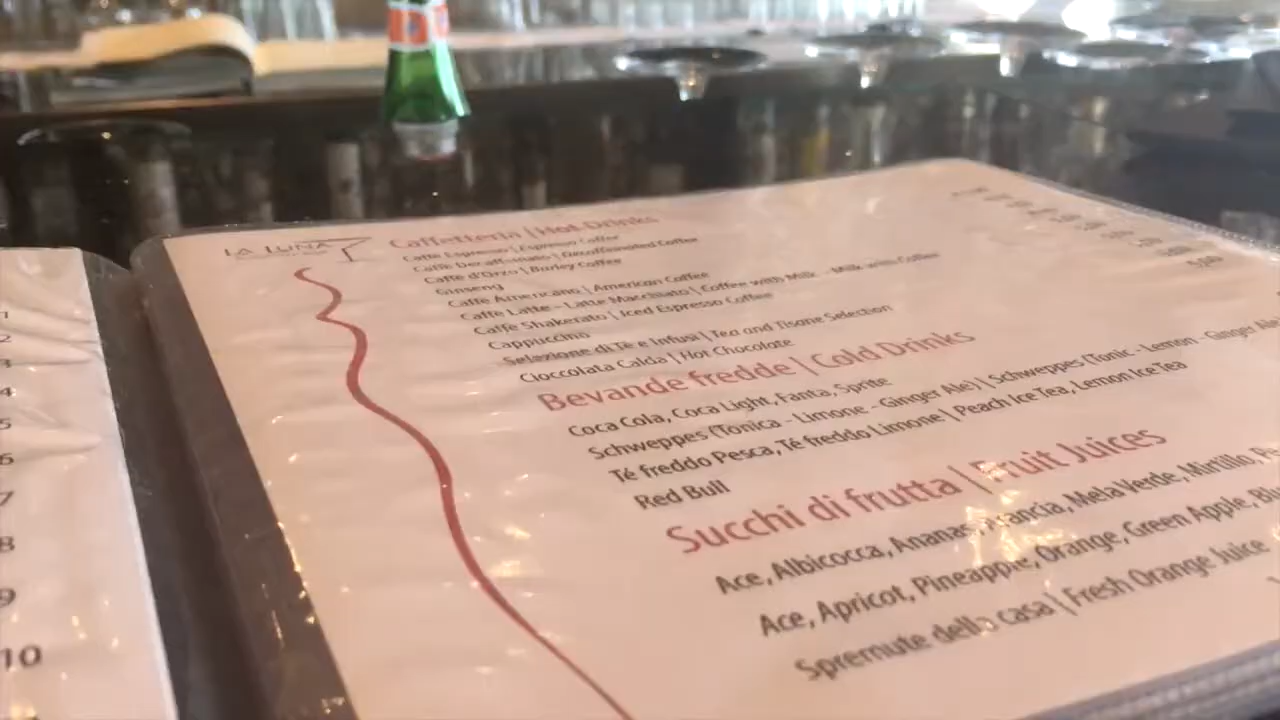 LA LUNA
Caffetteria | Hot Drinks
Caffè Espresso | Espresso Coffee
Caffè Decaffeinato | Decaffeinated Coffee
Caffè d'Orzo | Barley Coffee
Ginseng
Caffè Americano | American Coffee
Caffè Latte - Latte Macchiato | Coffee with Milk - Milk with Coffee
Caffè Shakerato | Iced Espresso Coffee
Cappuccino
Selezione di Tè e Infusi | Tea and Tisane Selection
Cioccolata Calda | Hot Chocolate
Bevande fredde | Cold Drinks
Coca Cola, Coca Light, Fanta, Sprite
Schweppes (Tonica - Limone - Ginger Ale) | Schweppes (Tonic - Lemon - Ginger Ale
Té freddo Pesca, Té freddo Limone | Peach Ice Tea, Lemon Ice Tea
Red Bull
Succhi di frutta | Fruit Juices
Ace, Albicocca, Ananas, Arancia, Mela Verde, Mirtillo, Pe
Ace, Apricot, Pineapple, Orange, Green Apple, Blu
Spremute della casa | Fresh Orange Juice
4
5
6
7
8
9
10